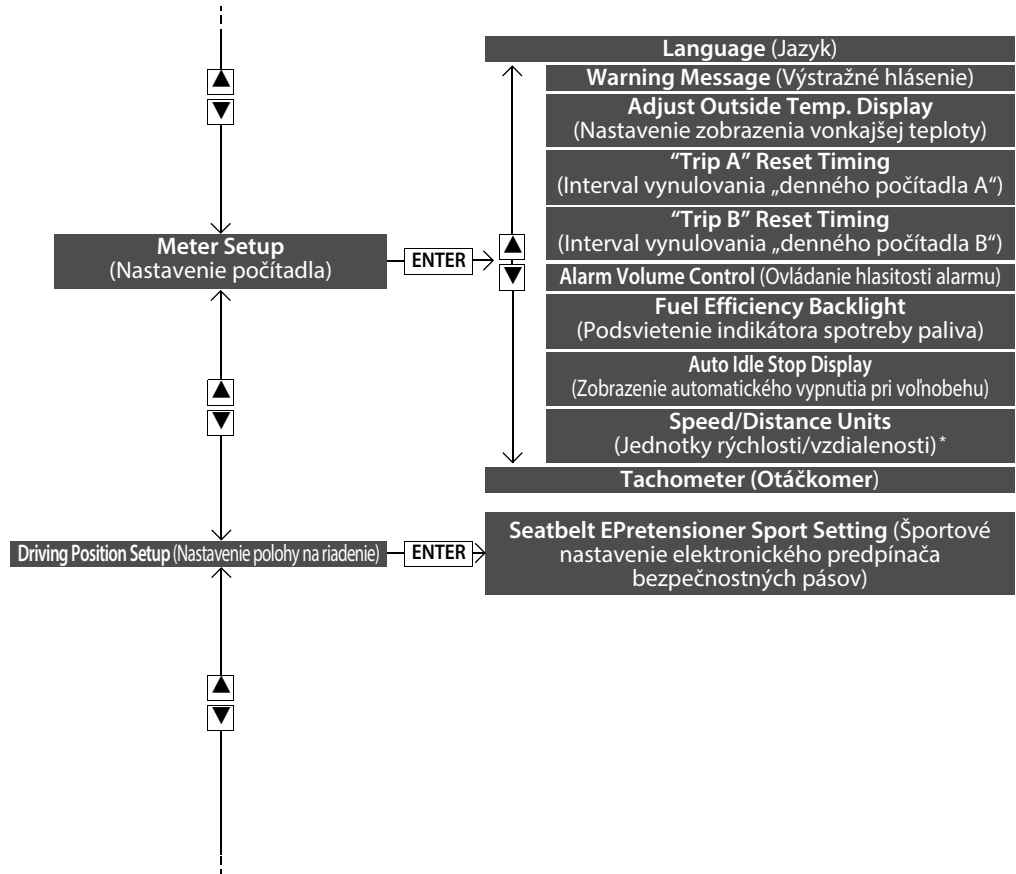 Language (Jazyk)
Warning Message (Výstražné hlásenie)
Adjust Outside Temp. Display
(Nastavenie zobrazenia vonkajšej teploty)
“Trip A” Reset Timing
(Interval vynulovania „denného počítadla A“)
“Trip B” Reset Timing
(Interval vynulovania „denného počítadla B“)
Meter Setup
(Nastavenie počítadla)
ENTER
Alarm Volume Control (Ovládanie hlasitosti alarmu)
Fuel Efficiency Backlight
(Podsvietenie indikátora spotreby paliva)
Auto Idle Stop Display
(Zobrazenie automatického vypnutia pri voľnobehu)
Speed/Distance Units
(Jednotky rýchlosti/vzdialenosti)*
Tachometer (Otáčkomer)
Driving Position Setup (Nastavenie polohy na riadenie)
ENTER
Seatbelt EPretensioner Sport Setting (Športové
nastavenie elektronického predpínača
bezpečnostných pásov)